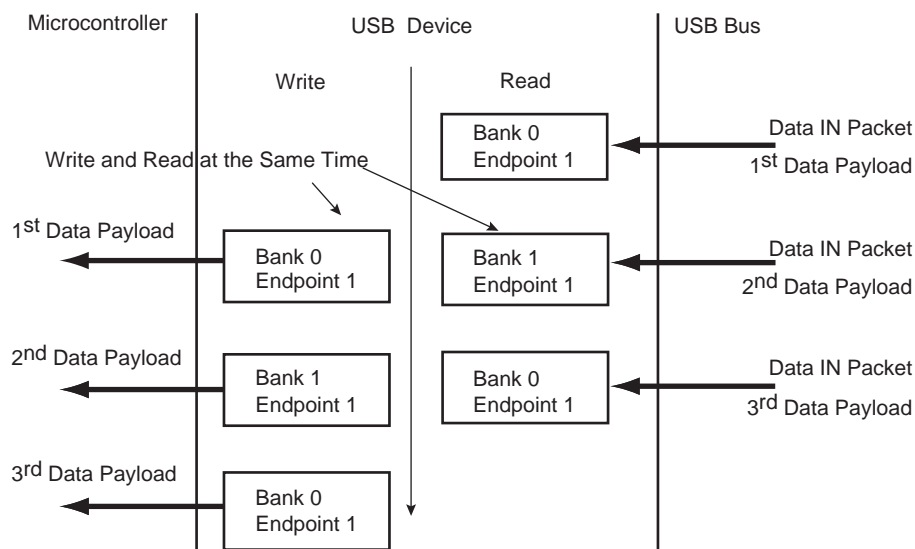 Microcontroller
USB Device
USB Bus
Write
Read
Bank 0
Endpoint 1
Data IN Packet
1st Data Payload
Write and Read at the Same Time
1st Data Payload
Bank 0
Endpoint 1
Bank 1
Endpoint 1
Data IN Packet
2nd Data Payload
2nd Data Payload
Bank 1
Endpoint 1
Bank 0
Endpoint 1
Data IN Packet
3rd Data Payload
3rd Data Payload
Bank 0
Endpoint 1